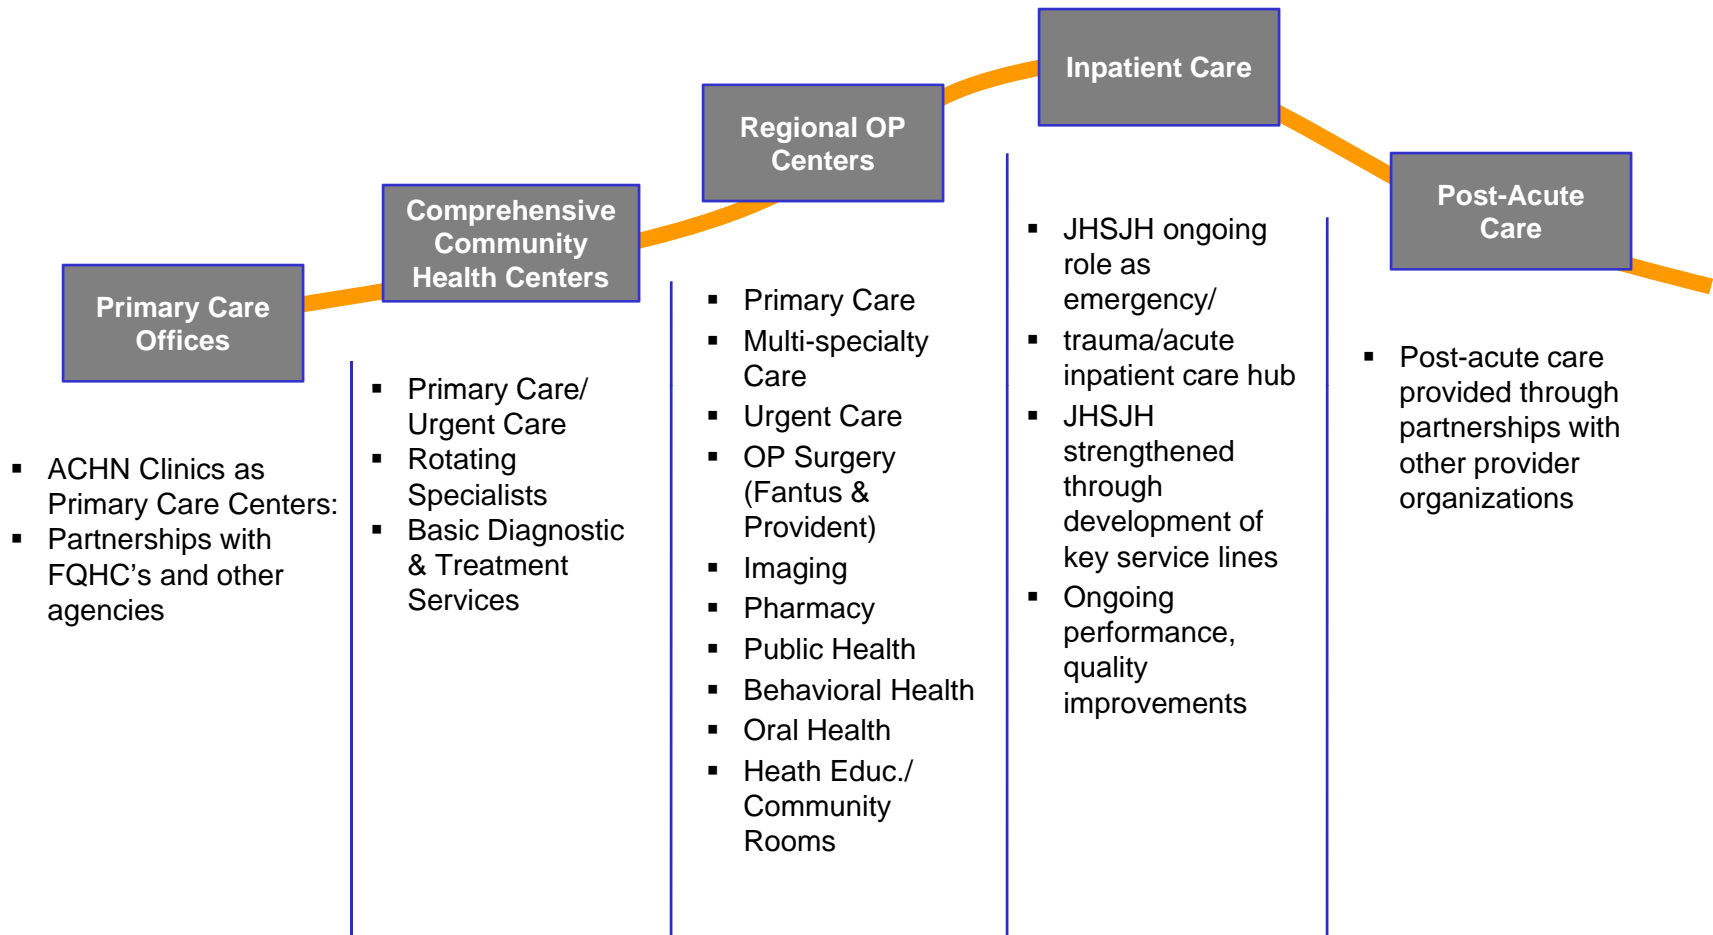 Primary Care
Offices
▪ ACHN Clinics as
Primary Care Centers:
▪ Partnerships with
FQHC's and other
agencies
Comprehensive
Community
Health Centers
▪ Primary Care/
Urgent Care
▪ Rotating
Specialists
▪ Basic Diagnostic
& Treatment
Services
Regional OP
Centers
▪ Primary Care
▪ Multi-specialty
Care
▪ Urgent Care
▪ OP Surgery
(Fantus &
Provident)
▪ Imaging
▪ Pharmacy
▪ Public Health
▪ Behavioral Health
▪ Oral Health
▪ Heath Educ./
Community
Rooms
Inpatient Care
▪ JHSJH ongoing
role as
emergency/
▪ trauma/acute
inpatient care hub
▪ JHSJH
strengthened
through
development of
key service lines
▪ Ongoing
performance,
quality
improvements
Post-Acute
Care
▪ Post-acute care
provided through
partnerships with
other provider
organizations